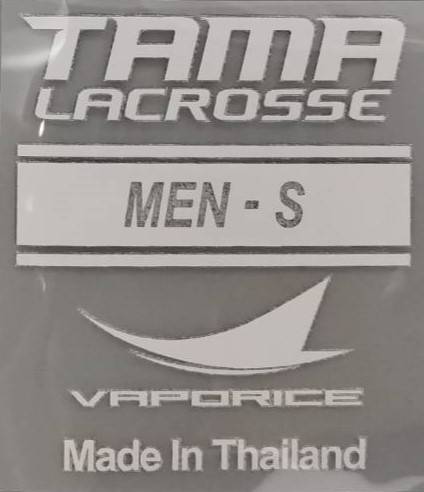 TAMA
LACROSSE
MEN - S
VAPORICE
Made In Thailand